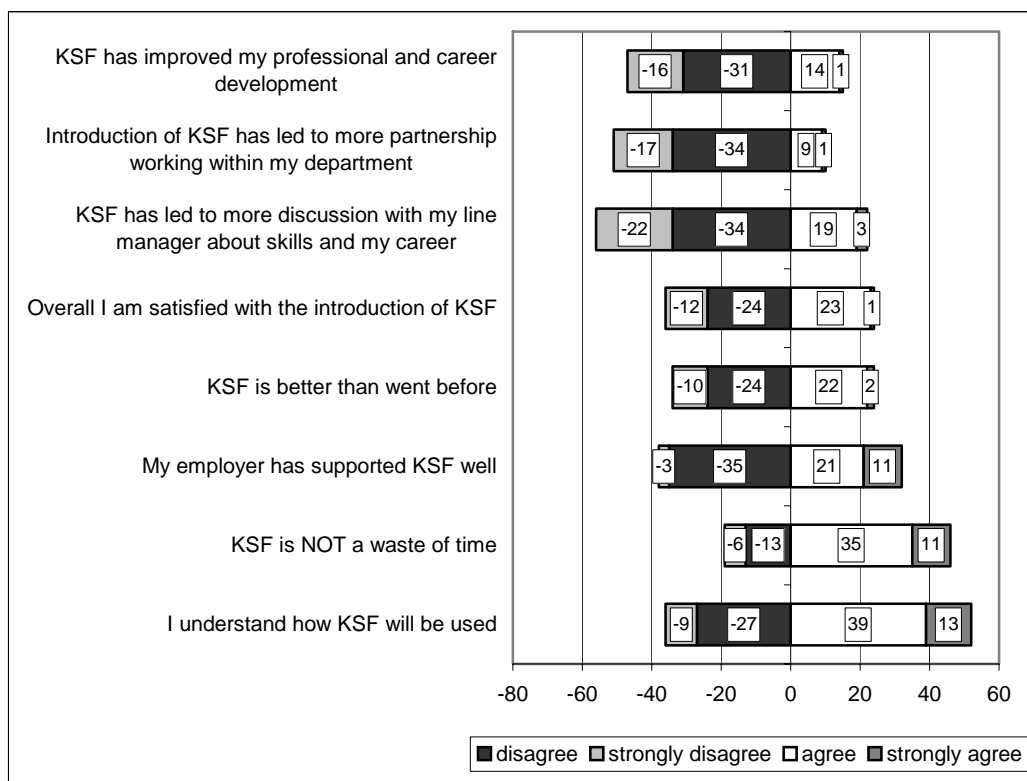 KSF has improved my professional and career
development
-16 -31 14 1
Introduction of KSF has led to more partnership
working within my department
-17 -34 9 1
KSF has led to more discussion with my line
manager about skills and my career
-22 -34 19 3
Overall I am satisfied with the introduction of KSF
-12 -24 23 1
KSF is better than went before
-10 -24 22 2
My employer has supported KSF well
-3 -35 21 11
KSF is NOT a waste of time
-6 -13 35 11
I understand how KSF will be used
-9 -27 39 13
-80 -60 -40 -20 0 20 40 60
disagree strongly disagree agree strongly agree